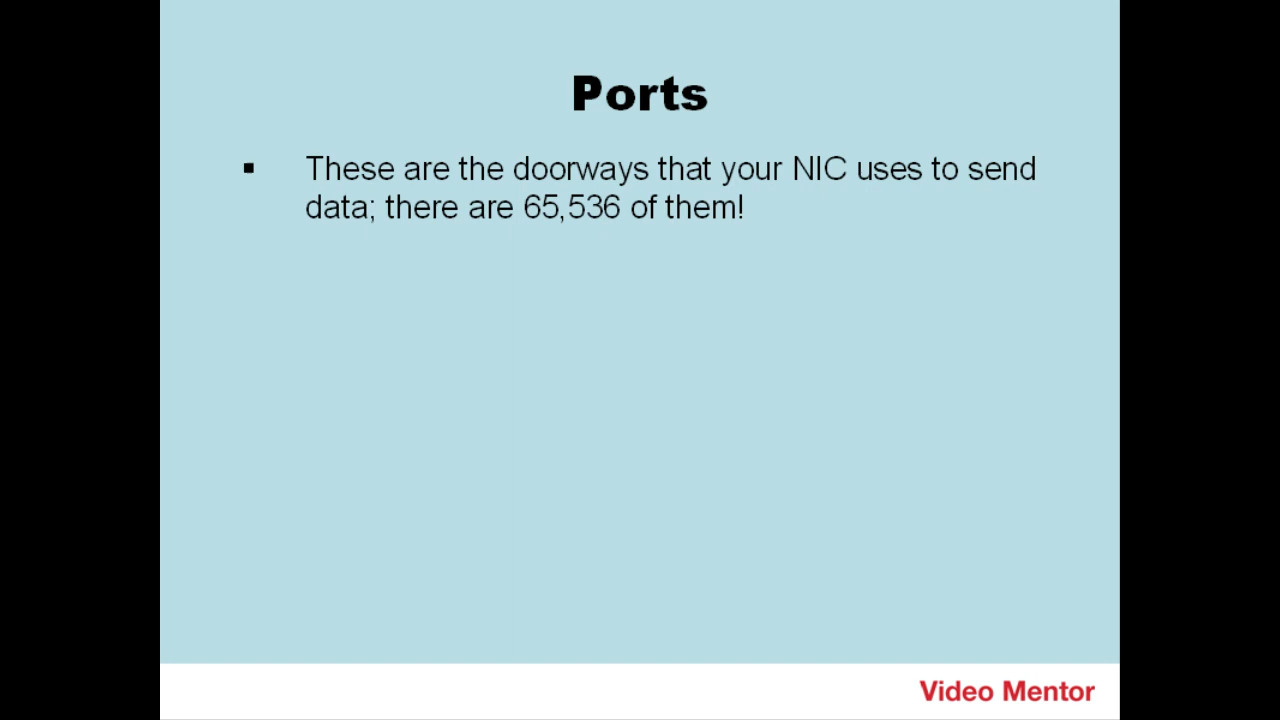 Ports
▪ These are the doorways that your NIC uses to send
data; there are 65,536 of them!
Video Mentor